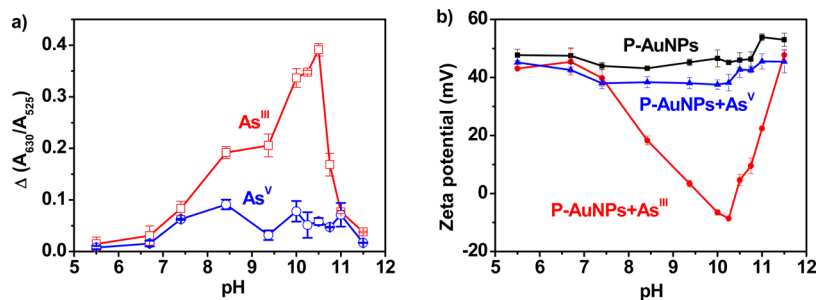 a)
0.4
0.3
0.2
0.1
0.0
Δ (A₆₃₀/A₅₂₅)
Asᴵᴵᴵ
Asⱽ
5 6 7 8 9 10 11 12
pH
b)
60
40
20
0
-20
Zeta potential (mV)
P-AuNPs
P-AuNPs+Asⱽ
P-AuNPs+Asᴵᴵᴵ
5 6 7 8 9 10 11 12
pH